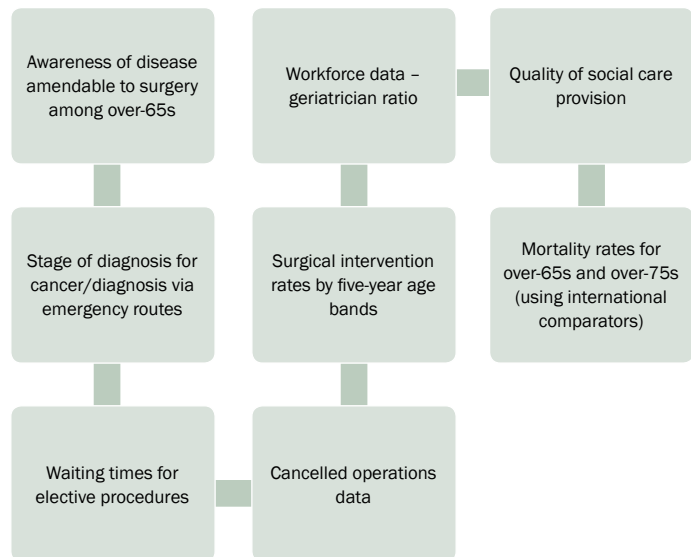 Awareness of disease
amendable to surgery
among over-65s
Stage of diagnosis for
cancer/diagnosis via
emergency routes
Waiting times for
elective procedures
Cancelled operations
data
Surgical intervention
rates by five-year age
bands
Workforce data –
geriatrician ratio
Quality of social care
provision
Mortality rates for
over-65s and over-75s
(using international
comparators)